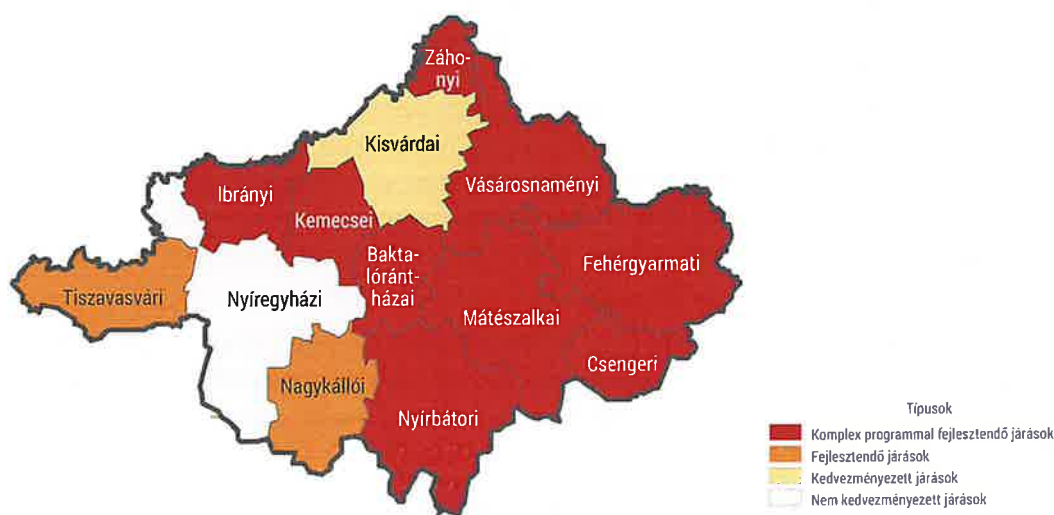 Záho-
nyi
Kisvárdai
Vásárosnaményi
Ibrányi
Kemecsei
Bakta-
lóránt-
házai
Fehérgyarmati
Tiszavasvári
Nyíregyházi
Mátészalkai
Csengeri
Nagykállói
Nyírbátori
Típusok
Komplex programmal fejlesztendő járások
Fejlesztendő járások
Kedvezményezett járások
Nem kedvezményezett járások